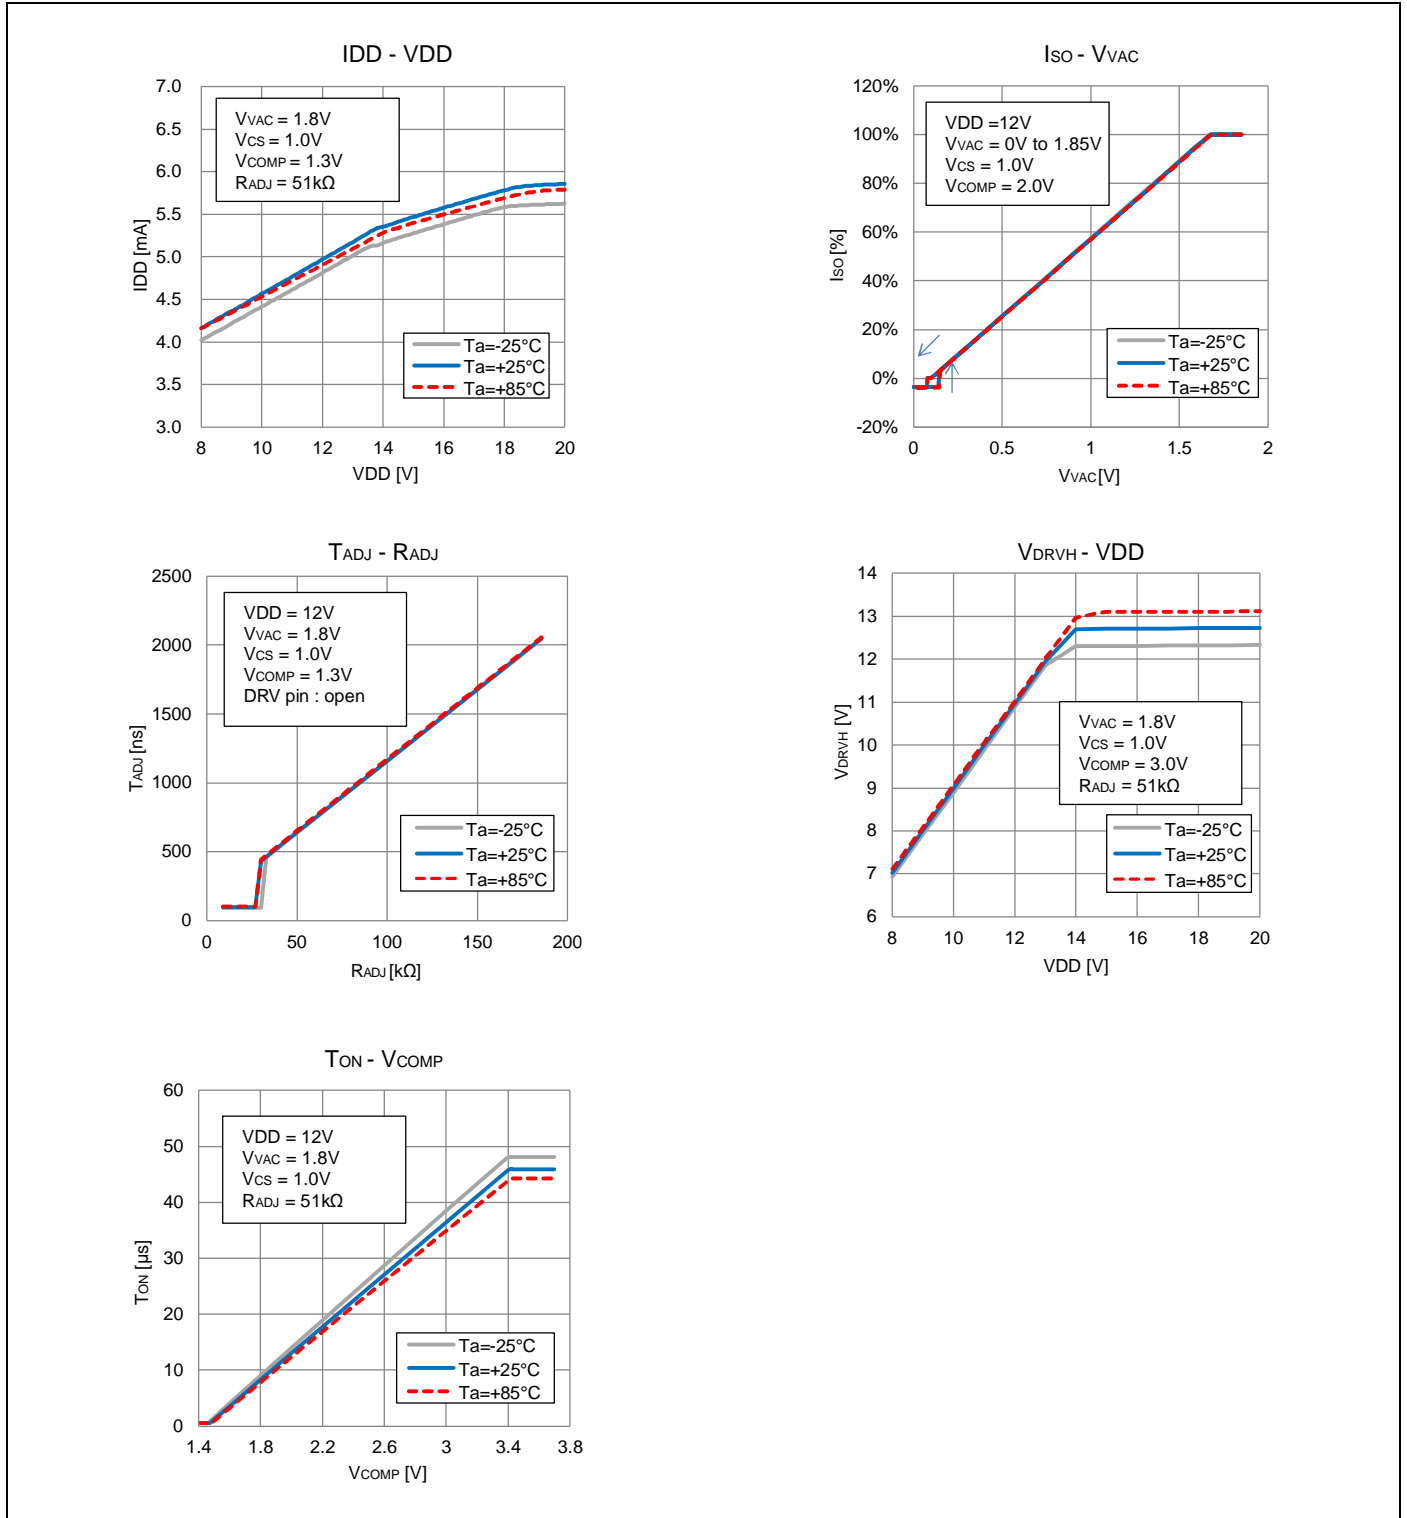 IDD - VDD
7.0
6.5
6.0
5.5
5.0
4.5
4.0
3.5
3.0
IDD [mA]
VVAC = 1.8V
VCS = 1.0V
VCOMP = 1.3V
RADJ = 51kΩ
Ta=-25°C
Ta=+25°C
Ta=+85°C
8 10 12 14 16 18 20
VDD [V]
ISO - VVAC
120%
100%
80%
60%
40%
20%
0%
-20%
ISO [%]
VDD =12V
VVAC = 0V to 1.85V
VCS = 1.0V
VCOMP = 2.0V
Ta=-25°C
Ta=+25°C
Ta=+85°C
0 0.5 1 1.5 2
VVAC[V]
TADJ - RADJ
2500
2000
1500
1000
500
0
TADJ [ns]
VDD = 12V
VVAC = 1.8V
VCS = 1.0V
VCOMP = 1.3V
DRV pin : open
Ta=-25°C
Ta=+25°C
Ta=+85°C
0 50 100 150 200
RADJ [kΩ]
VDRVH - VDD
14
13
12
11
10
9
8
7
6
VDRVH [V]
VVAC = 1.8V
VCS = 1.0V
VCOMP = 3.0V
RADJ = 51kΩ
Ta=-25°C
Ta=+25°C
Ta=+85°C
8 10 12 14 16 18 20
VDD [V]
TON - VCOMP
60
50
40
30
20
10
0
TON [µs]
VDD = 12V
VVAC = 1.8V
VCS = 1.0V
RADJ = 51kΩ
Ta=-25°C
Ta=+25°C
Ta=+85°C
1.4 1.8 2.2 2.6 3 3.4 3.8
VCOMP [V]